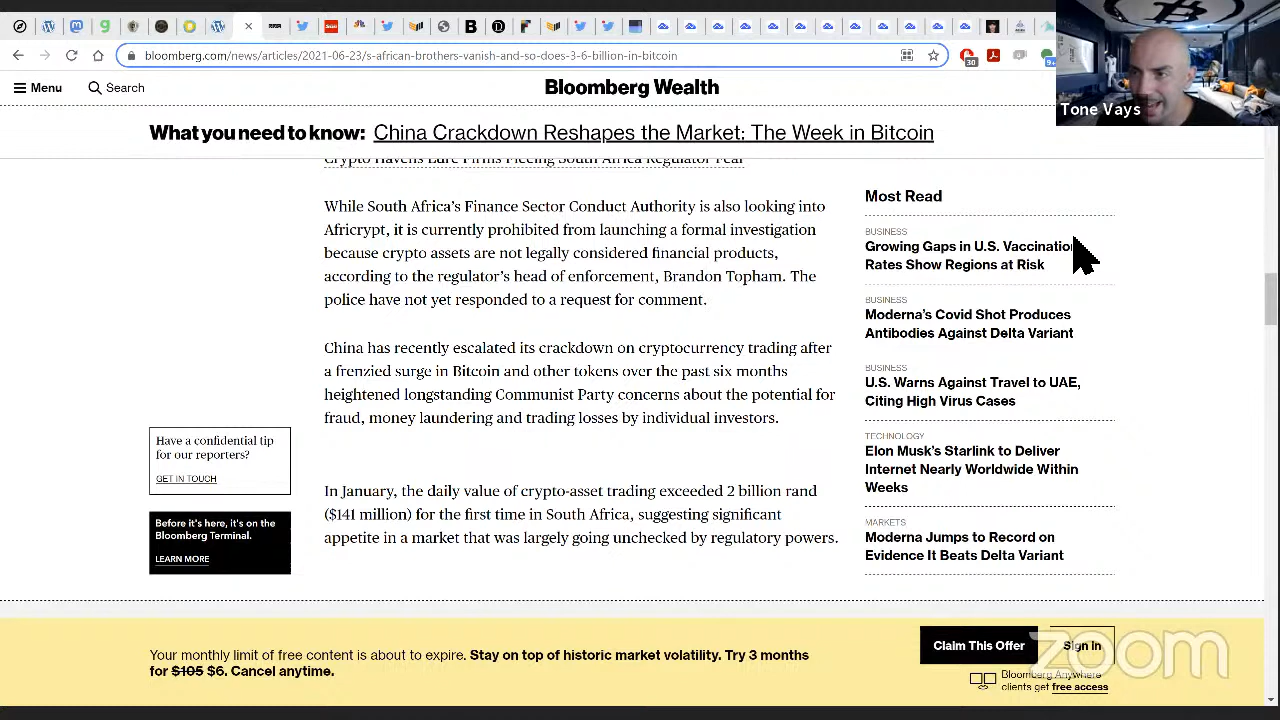 bloomberg.com/news/articles/2021-06-23/s-african-brothers-vanish-and-so-does-3-6-billion-in-bitcoin
30
9+
Tone Vays
Menu
Search
Bloomberg Wealth
What you need to know: China Crackdown Reshapes the Market: The Week in Bitcoin
Crypto Havens Lure Firms Fleeing South Africa Regulator Fear
While South Africa's Finance Sector Conduct Authority is also looking into
Africrypt, it is currently prohibited from launching a formal investigation
because crypto assets are not legally considered financial products,
according to the regulator's head of enforcement, Brandon Topham. The
police have not yet responded to a request for comment.
China has recently escalated its crackdown on cryptocurrency trading after
a frenzied surge in Bitcoin and other tokens over the past six months
heightened longstanding Communist Party concerns about the potential for
fraud, money laundering and trading losses by individual investors.
In January, the daily value of crypto-asset trading exceeded 2 billion rand
($141 million) for the first time in South Africa, suggesting significant
appetite in a market that was largely going unchecked by regulatory powers.
Have a confidential tip
for our reporters?
GET IN TOUCH
Before it's here, it's on the
Bloomberg Terminal.
LEARN MORE
Most Read
BUSINESS
Growing Gaps in U.S. Vaccination
Rates Show Regions at Risk
BUSINESS
Moderna's Covid Shot Produces
Antibodies Against Delta Variant
BUSINESS
U.S. Warns Against Travel to UAE,
Citing High Virus Cases
TECHNOLOGY
Elon Musk's Starlink to Deliver
Internet Nearly Worldwide Within
Weeks
MARKETS
Moderna Jumps to Record on
Evidence It Beats Delta Variant
Your monthly limit of free content is about to expire. Stay on top of historic market volatility. Try 3 months
for $105 $6. Cancel anytime.
Claim This Offer
Sign In
Bloomberg Anywhere
clients get free access
zoom